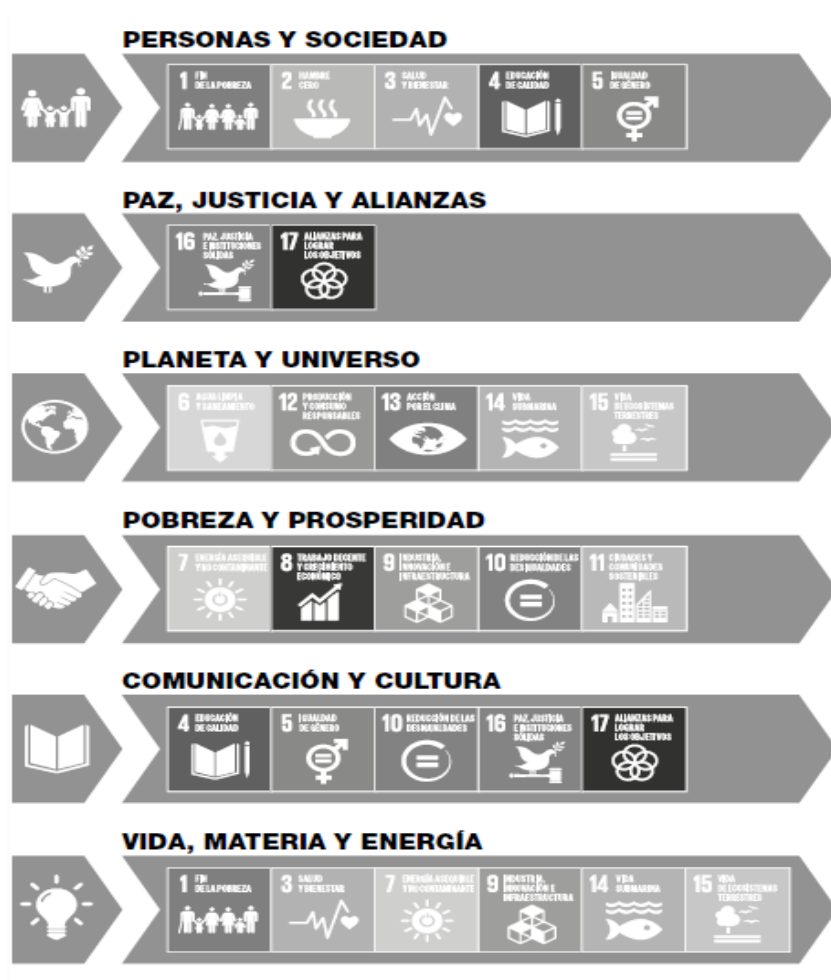 PERSONAS Y SOCIEDAD
1 FIN
DE LA POBREZA
2 HAMBRE
CERO
3 SALUD
Y BIENESTAR
4 EDUCACIÓN
DE CALIDAD
5 IGUALDAD
DE GÉNERO
PAZ, JUSTICIA Y ALIANZAS
16 PAZ, JUSTICIA
E INSTITUCIONES
SÓLIDAS
17 ALIANZAS PARA
LOGRAR
LOS OBJETIVOS
PLANETA Y UNIVERSO
6 AGUA LIMPIA
Y SANEAMIENTO
12 PRODUCCIÓN
Y CONSUMO
RESPONSABLES
13 ACCIÓN
POR EL CLIMA
14 VIDA
SUBMARINA
15 VIDA
DE ECOSISTEMAS
TERRESTRES
POBREZA Y PROSPERIDAD
7 ENERGÍA ASEQUIBLE
Y NO CONTAMINANTE
8 TRABAJO DECENTE
Y CRECIMIENTO
ECONÓMICO
9 INDUSTRIA,
INNOVACIÓN E
INFRAESTRUCTURA
10 REDUCCIÓN DE LAS
DESIGUALDADES
11 CIUDADES Y
COMUNIDADES
SOSTENIBLES
COMUNICACIÓN Y CULTURA
4 EDUCACIÓN
DE CALIDAD
5 IGUALDAD
DE GÉNERO
10 REDUCCIÓN DE LAS
DESIGUALDADES
16 PAZ, JUSTICIA
E INSTITUCIONES
SÓLIDAS
17 ALIANZAS PARA
LOGRAR
LOS OBJETIVOS
VIDA, MATERIA Y ENERGÍA
1 FIN
DE LA POBREZA
3 SALUD
Y BIENESTAR
7 ENERGÍA ASEQUIBLE
Y NO CONTAMINANTE
9 INDUSTRIA,
INNOVACIÓN E
INFRAESTRUCTURA
14 VIDA
SUBMARINA
15 VIDA
DE ECOSISTEMAS
TERRESTRES